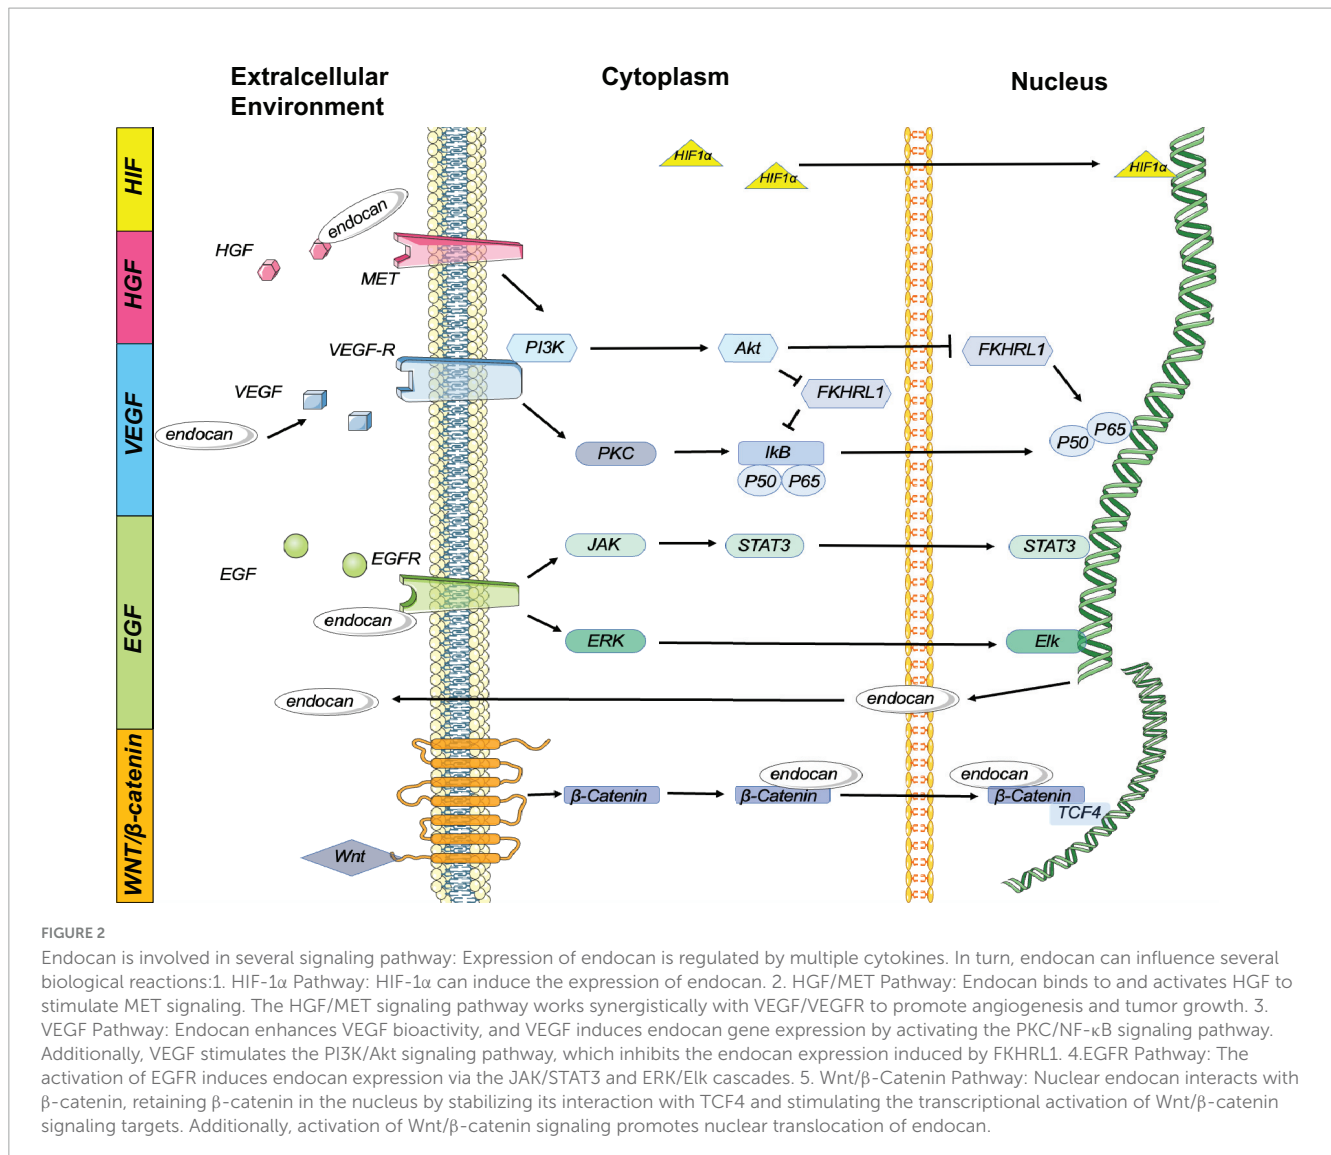 Extralcellular
Environment
Cytoplasm
Nucleus
HIF
HIF1α
HIF1α
HIF1α
HGF
HGF
endocan
MET
VEGF
VEGF-R
PI3K
Akt
FKHRL1
FKHRL1
VEGF
endocan
PKC
IkB
P50
P65
P50
P65
EGF
EGF
EGFR
endocan
JAK
STAT3
STAT3
ERK
Elk
endocan
endocan
WNT/β-catenin
Wnt
β-Catenin
endocan
β-Catenin
endocan
β-Catenin
TCF4
FIGURE 2
Endocan is involved in several signaling pathway: Expression of endocan is regulated by multiple cytokines. In turn, endocan can influence several
biological reactions:1. HIF-1α Pathway: HIF-1α can induce the expression of endocan. 2. HGF/MET Pathway: Endocan binds to and activates HGF to
stimulate MET signaling. The HGF/MET signaling pathway works synergistically with VEGF/VEGFR to promote angiogenesis and tumor growth. 3.
VEGF Pathway: Endocan enhances VEGF bioactivity, and VEGF induces endocan gene expression by activating the PKC/NF-κB signaling pathway.
Additionally, VEGF stimulates the PI3K/Akt signaling pathway, which inhibits the endocan expression induced by FKHRL1. 4.EGFR Pathway: The
activation of EGFR induces endocan expression via the JAK/STAT3 and ERK/Elk cascades. 5. Wnt/β-Catenin Pathway: Nuclear endocan interacts with
β-catenin, retaining β-catenin in the nucleus by stabilizing its interaction with TCF4 and stimulating the transcriptional activation of Wnt/β-catenin
signaling targets. Additionally, activation of Wnt/β-catenin signaling promotes nuclear translocation of endocan.